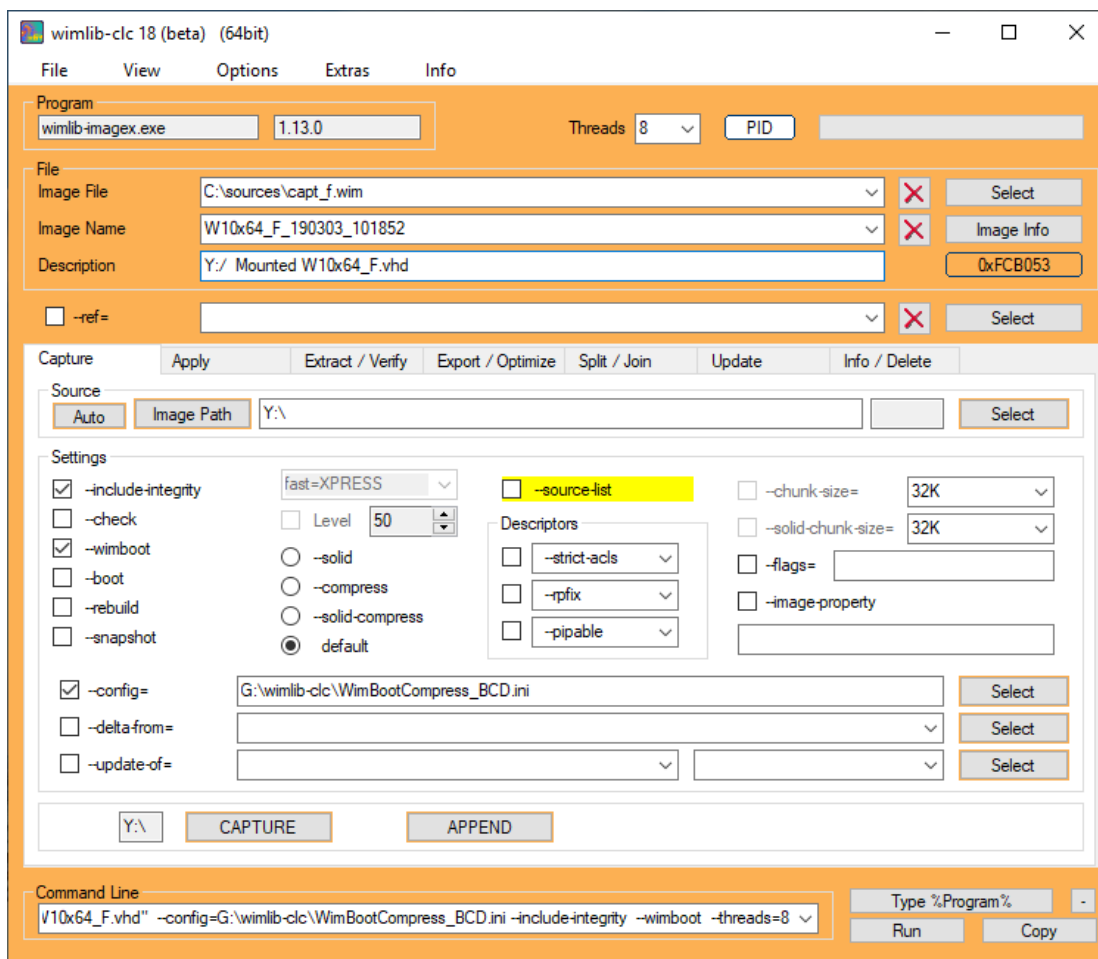 wimlib-clc 18 (beta) (64bit)
File View Options Extras Info
Program
wimlib-imagex.exe 1.13.0 Threads 8 PID
File
Image File C:\sources\capt_f.wim Select
Image Name W10x64_F_190303_101852 Image Info
Description Y:/ Mounted W10x64_F.vhd 0xFCB053
--ref= Select
Capture Apply Extract / Verify Export / Optimize Split / Join Update Info / Delete
Source
Auto Image Path Y:\ Select
Settings
--include-integrity fast=XPRESS --source-list --chunk-size= 32K
--check Level 50 Descriptors --solid-chunk-size= 32K
--wimboot --solid --strict-acls --flags=
--boot --compress --rpfix --image-property
--rebuild --solid-compress --pipable
--snapshot default
--config= G:\wimlib-clc\WimBootCompress_BCD.ini Select
--delta-from= Select
--update-of= Select
Y:\ CAPTURE APPEND
Command Line
V10x64_F.vhd" --config=G:\wimlib-clc\WimBootCompress_BCD.ini --include-integrity --wimboot --threads=8 Type %Program% -
Run Copy